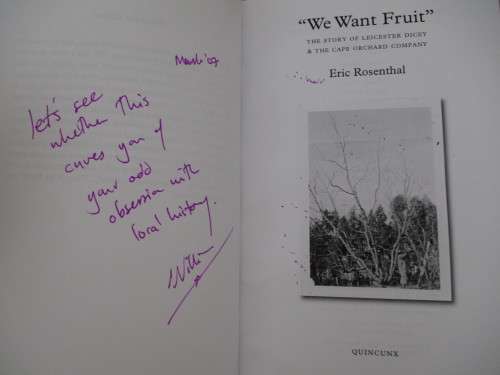 March '07
let's see
whether this
cures you of
your odd
obsession with
local history.
"We Want Fruit"
THE STORY OF LEICESTER DICEY
& THE CAPE ORCHARD COMPANY
Eric Rosenthal
QUINCUNX